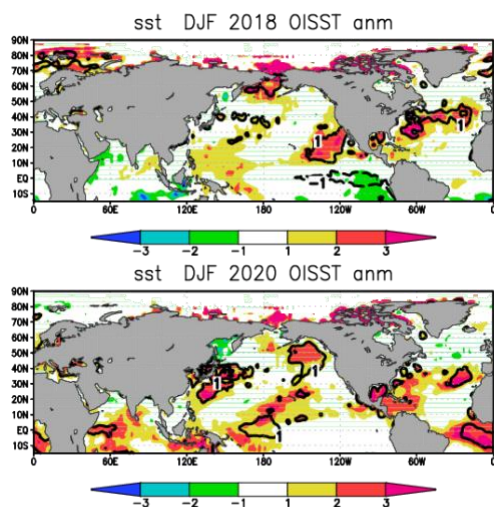 sst DJF 2018 OISST anm
90N
80N
70N
60N
50N
40N
30N
20N
10N
EQ
10S
1
1
-1
0 60E 120E 180 120W 60W 0
-3 -2 -1 1 2 3
sst DJF 2020 OISST anm
90N
80N
70N
60N
50N
40N
30N
20N
10N
EQ
10S
1
1
1
0 60E 120E 180 120W 60W 0
-3 -2 -1 1 2 3